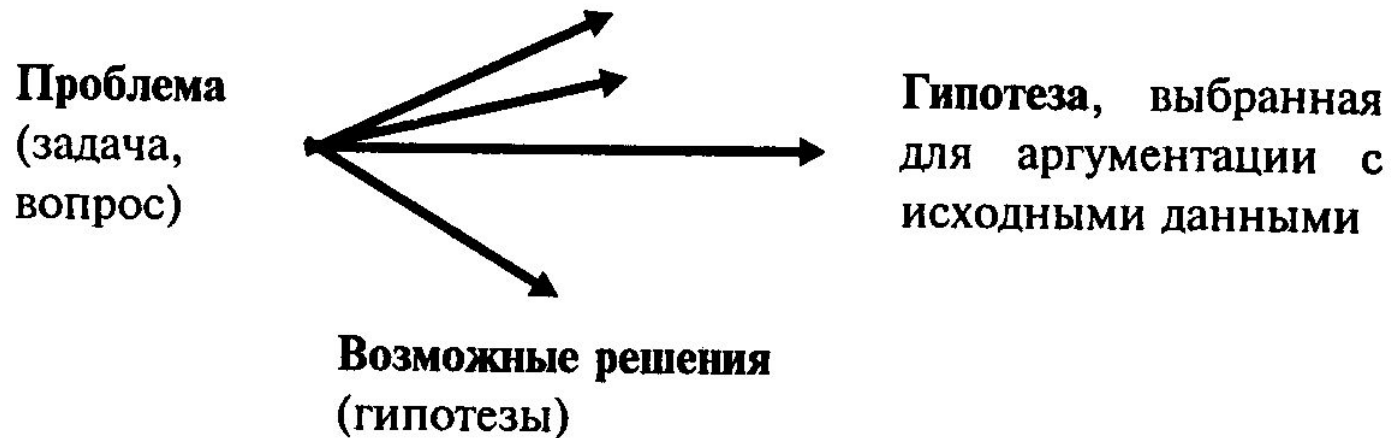 Проблема
(задача,
вопрос)
Гипотеза, выбранная
для аргументации с
исходными данными
Возможные решения
(гипотезы)